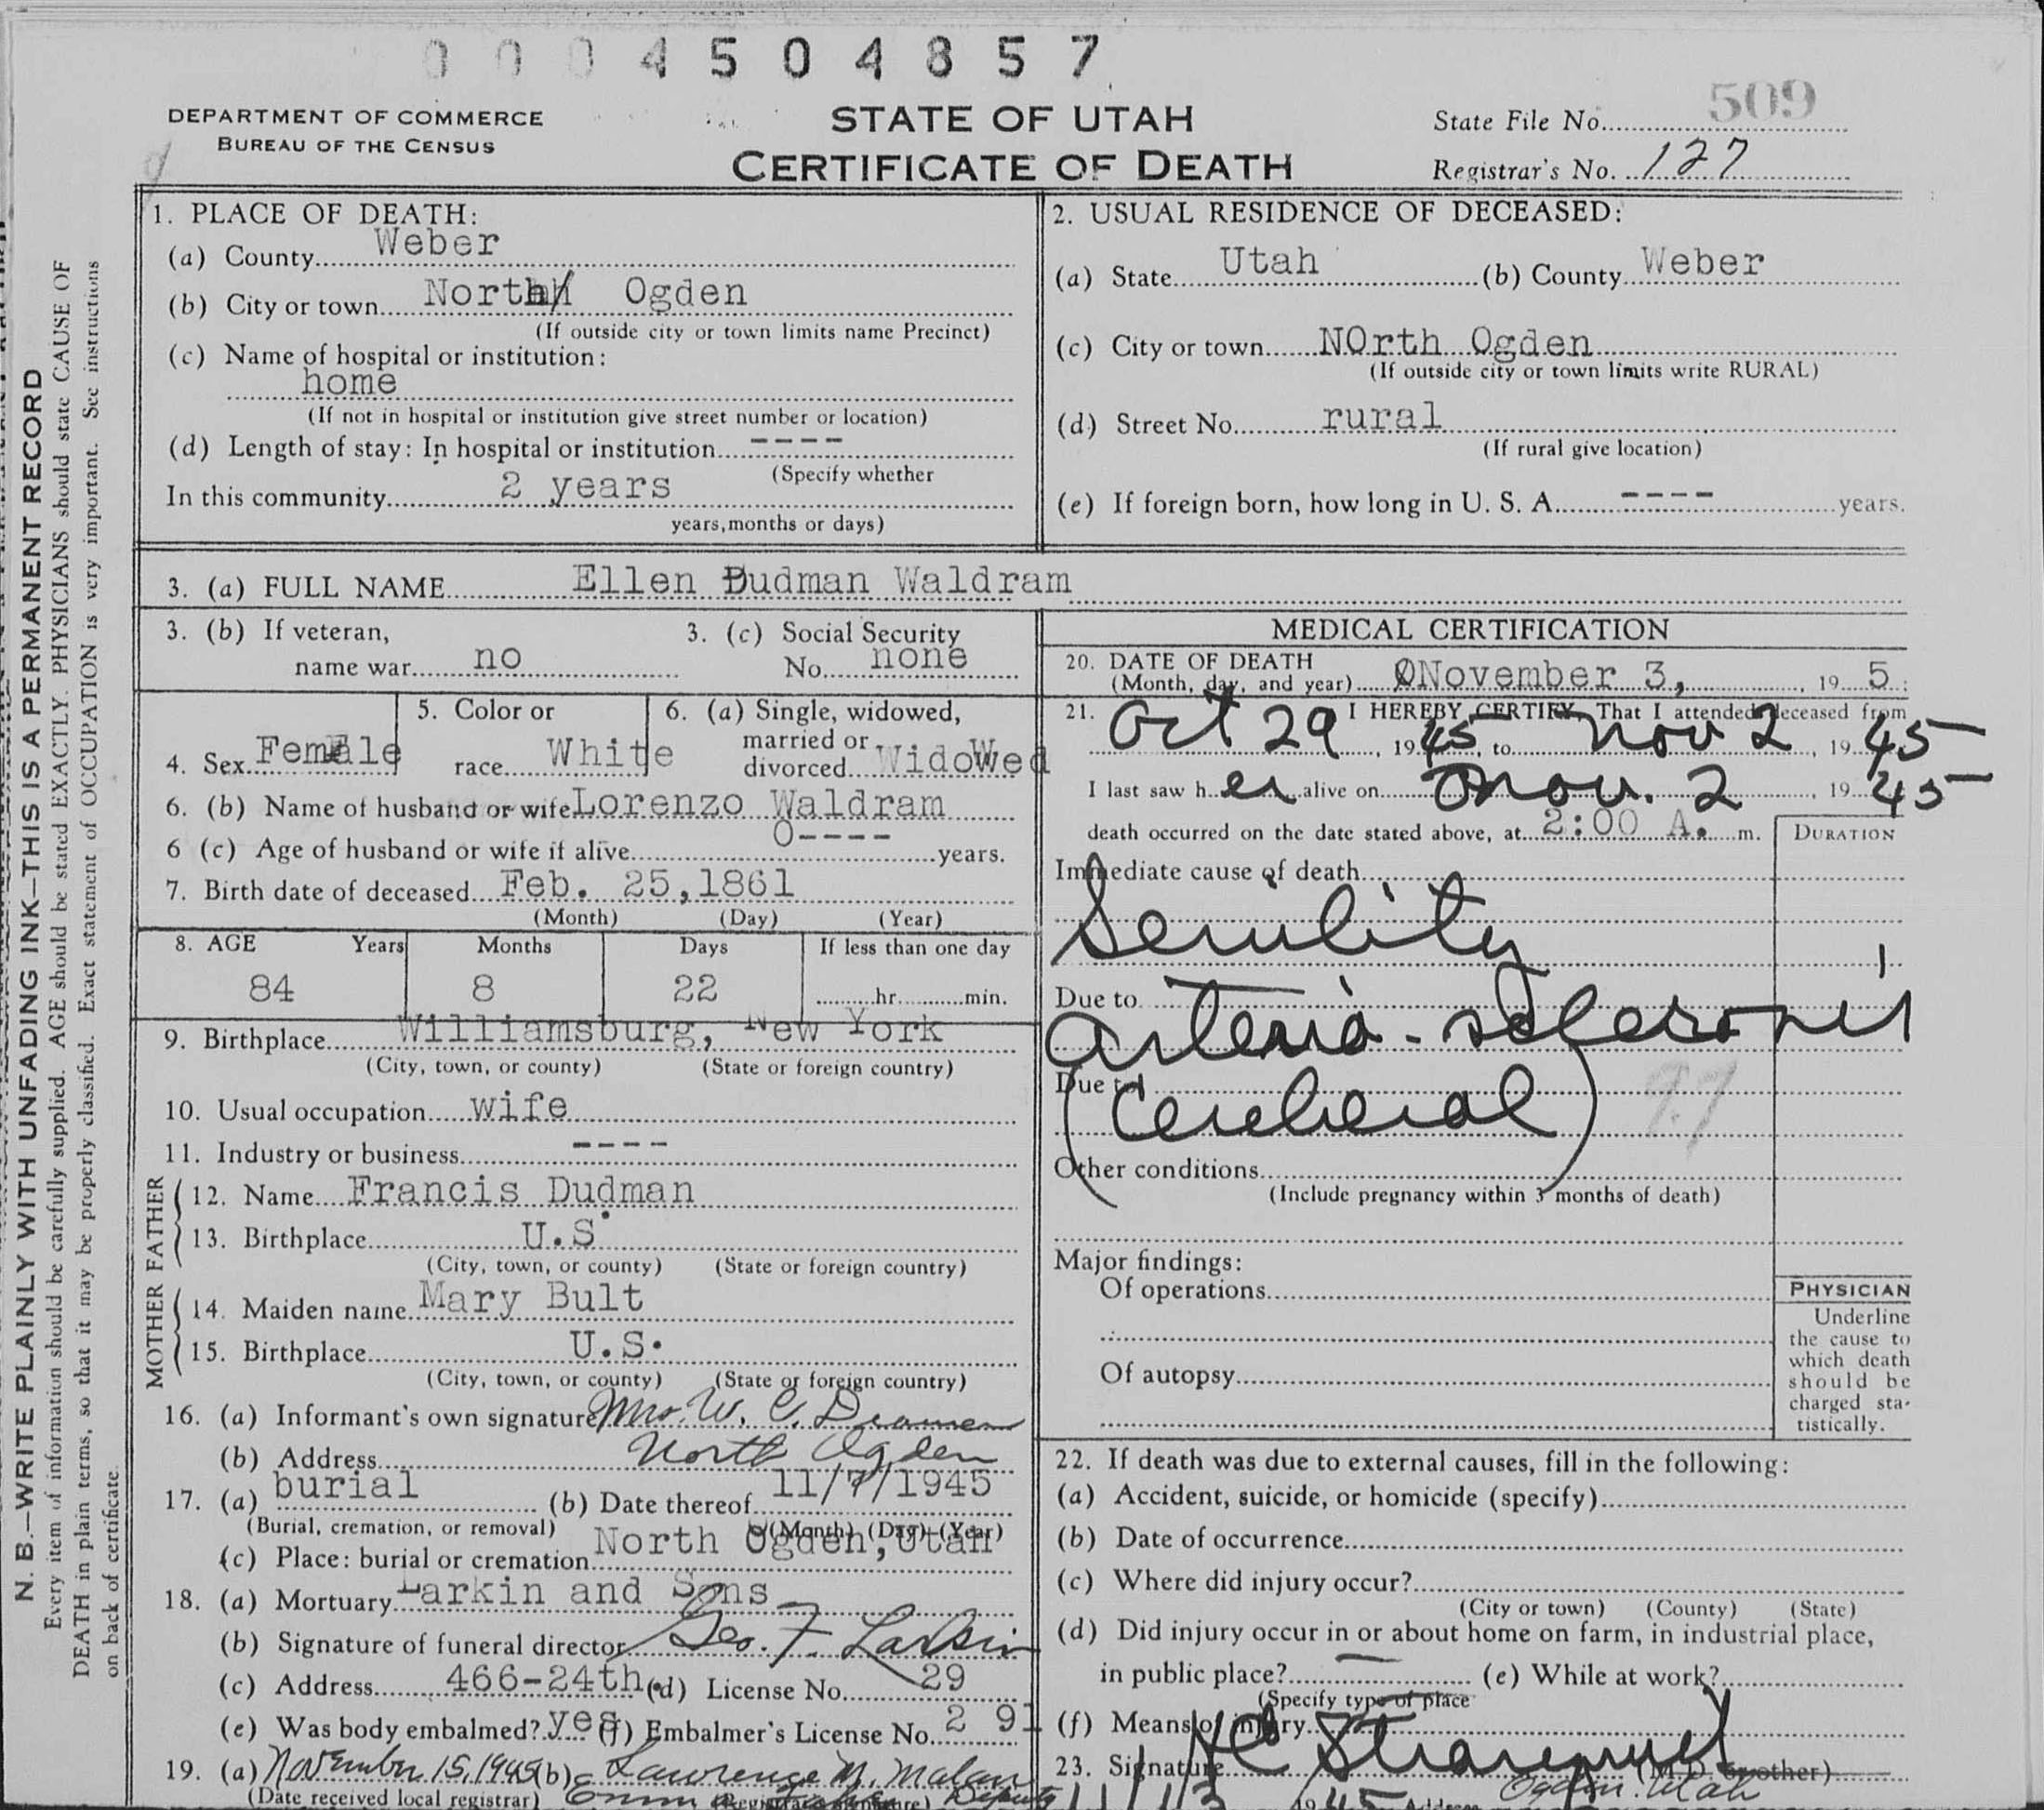 0004504857
DEPARTMENT OF COMMERCE
BUREAU OF THE CENSUS
STATE OF UTAH
CERTIFICATE OF DEATH
State File No. 509
Registrar's No. 127
N. B.—WRITE PLAINLY WITH UNFADING INK—THIS IS A PERMANENT RECORD
Every item of information should be carefully supplied. AGE should be stated EXACTLY. PHYSICIANS should state CAUSE OF
DEATH in plain terms, so that it may be properly classified. Exact statement of OCCUPATION is very important. See instructions
on back of certificate.
1. PLACE OF DEATH:
(a) County Weber
(b) City or town North Ogden
(If outside city or town limits name Precinct)
(c) Name of hospital or institution:
home
(If not in hospital or institution give street number or location)
(d) Length of stay: In hospital or institution ----
(Specify whether
In this community 2 years
years, months or days)
2. USUAL RESIDENCE OF DECEASED:
(a) State Utah (b) County Weber
(c) City or town NOrth Ogden
(If outside city or town limits write RURAL)
(d) Street No. rural
(If rural give location)
(e) If foreign born, how long in U. S. A. ---- years.
3. (a) FULL NAME Ellen Dudman Waldram
3. (b) If veteran, 3. (c) Social Security
name war no No. none
4. Sex Female
5. Color or
race White
6. (a) Single, widowed,
married or
divorced WidoWed
6. (b) Name of husband or wife Lorenzo Waldram
6 (c) Age of husband or wife if alive 0---- years.
7. Birth date of deceased Feb. 25,1861
(Month) (Day) (Year)
8. AGE Years Months Days If less than one day
84 8 22 hr. min.
9. Birthplace Williamsburg, New York
(City, town, or county) (State or foreign country)
10. Usual occupation wife
11. Industry or business ----
FATHER
12. Name Francis Dudman
13. Birthplace U.S.
(City, town, or county) (State or foreign country)
MOTHER
14. Maiden name Mary Bult
15. Birthplace U.S.
(City, town, or county) (State or foreign country)
16. (a) Informant's own signature Mrs. W. C.
(b) Address North Ogden
17. (a) burial (b) Date thereof 11/7/1945
(Burial, cremation, or removal) (Month) (Day) (Year)
(c) Place: burial or cremation North Ogden, Utah
18. (a) Mortuary Larkin and Sons
(b) Signature of funeral director Geo. F. Larkin
(c) Address 466-24th. (d) License No. 29
(e) Was body embalmed? yes (f) Embalmer's License No. 2 91
19. (a) November 15, 1945 (b) Lawrence M. Malan
(Date received local registrar) (Registrar's signature) Deputy
MEDICAL CERTIFICATION
20. DATE OF DEATH
(Month, day, and year) November 3, 19 5
21. I HEREBY CERTIFY, That I attended deceased from
Oct 29, 1945, to Nov 2, 1945
I last saw h er alive on Nov. 2, 1945
death occurred on the date stated above, at 2:00 A. m.
DURATION
Immediate cause of death
Senility
Due to
arterio-sclerosis
Due to
(Cerebral)
97
Other conditions
(Include pregnancy within 3 months of death)
Major findings:
Of operations
Of autopsy
PHYSICIAN
Underline
the cause to
which death
should be
charged sta-
tistically.
22. If death was due to external causes, fill in the following:
(a) Accident, suicide, or homicide (specify)
(b) Date of occurrence
(c) Where did injury occur?
(City or town) (County) (State)
(d) Did injury occur in or about home on farm, in industrial place,
in public place? (e) While at work?
(Specify type of place
(f) Means of injury
23. Signature (M.D. or other)
11/13 1945 Address Ogden. Utah